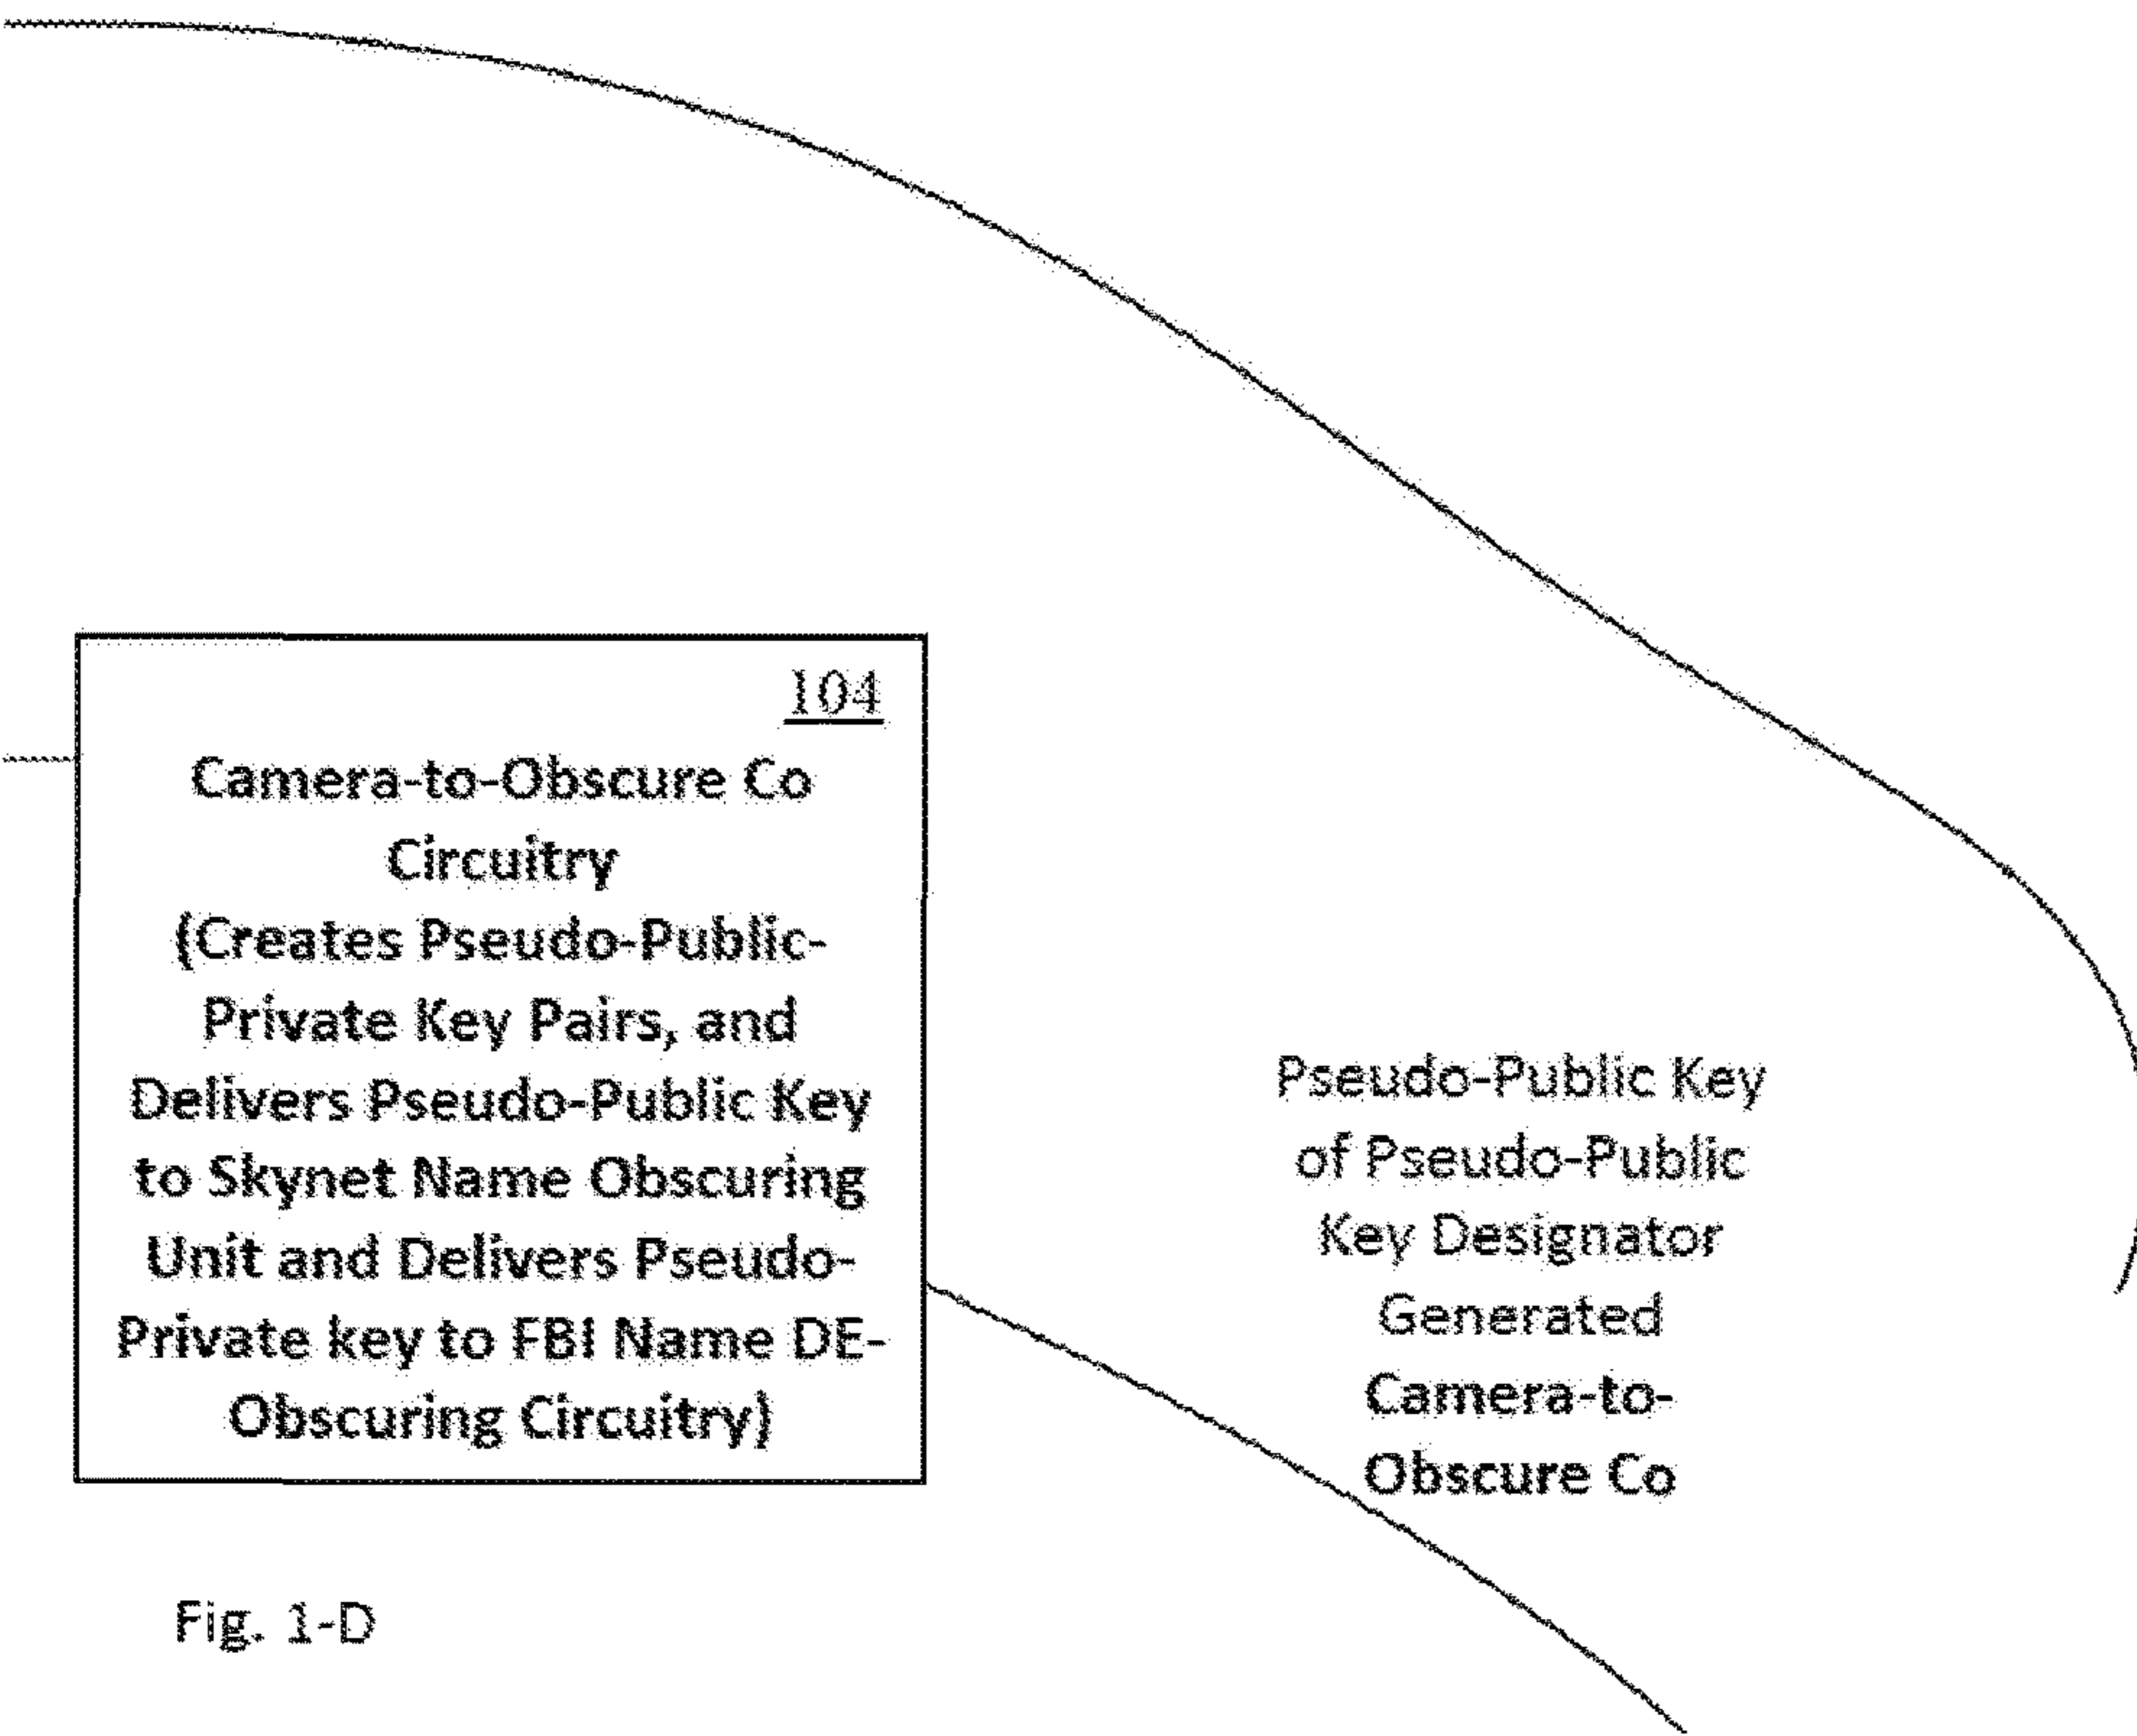 104
Camera-to-Obscure Co
Circuitry
(Creates Pseudo-Public-
Private Key Pairs, and
Delivers Pseudo-Public Key
to Skynet Name Obscuring
Unit and Delivers Pseudo-
Private key to FBI Name DE-
Obscuring Circuitry)
Pseudo-Public Key
of Pseudo-Public
Key Designator
Generated
Camera-to-
Obscure Co
Fig. 1-D